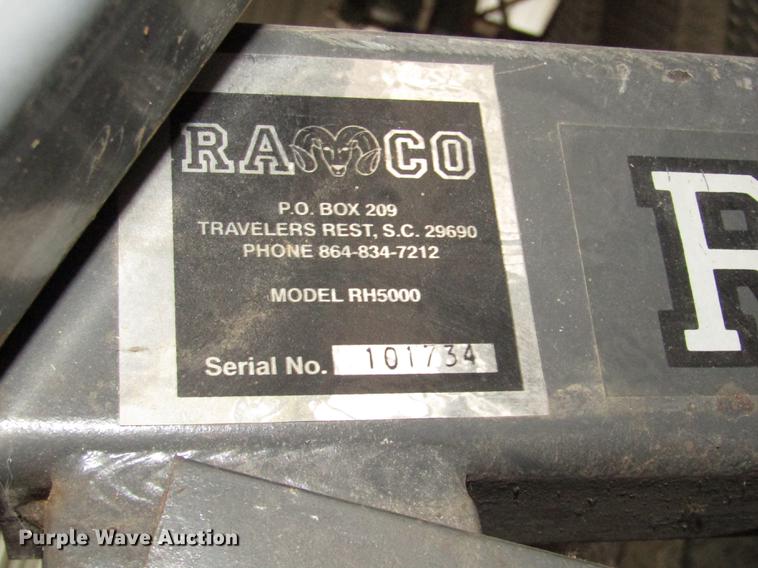 RAMCO
P.O. BOX 209
TRAVELERS REST, S.C. 29690
PHONE 864-834-7212
MODEL RH5000
Serial No. 101734
R
Purple Wave Auction